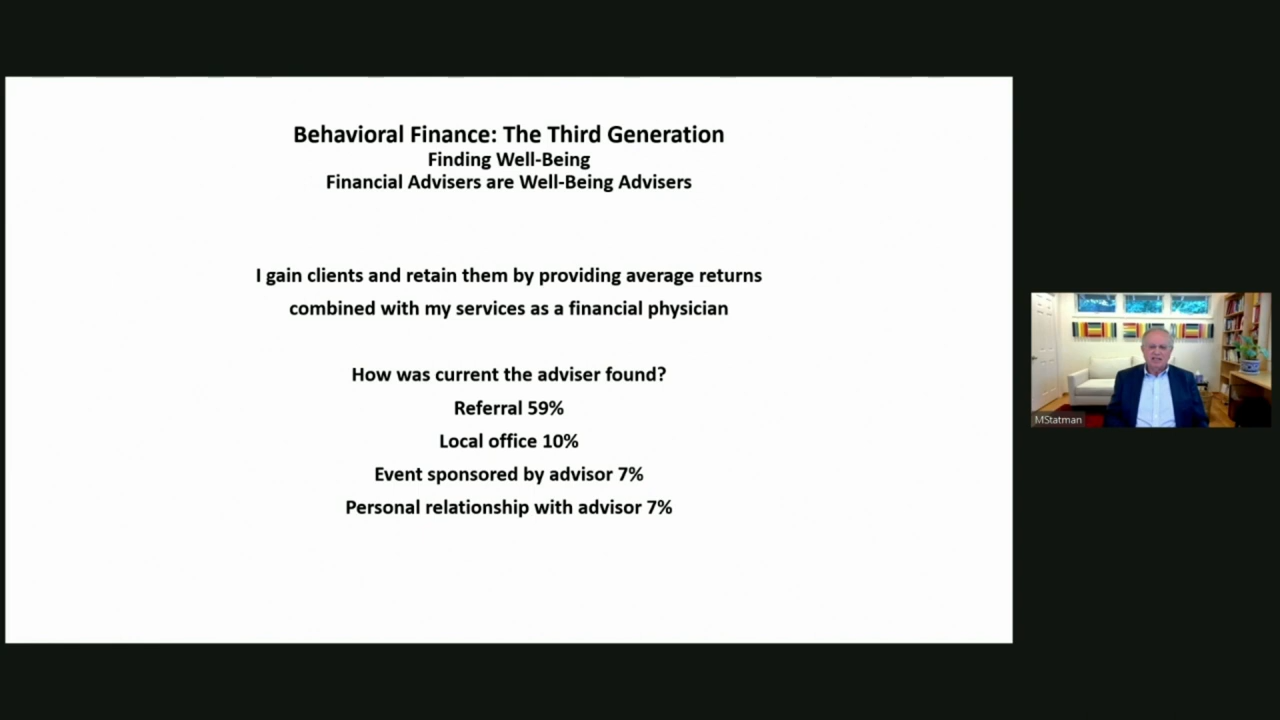 Behavioral Finance: The Third Generation
Finding Well-Being
Financial Advisers are Well-Being Advisers
I gain clients and retain them by providing average returns
combined with my services as a financial physician
How was current the adviser found?
Referral 59%
Local office 10%
Event sponsored by advisor 7%
Personal relationship with advisor 7%
MStatman